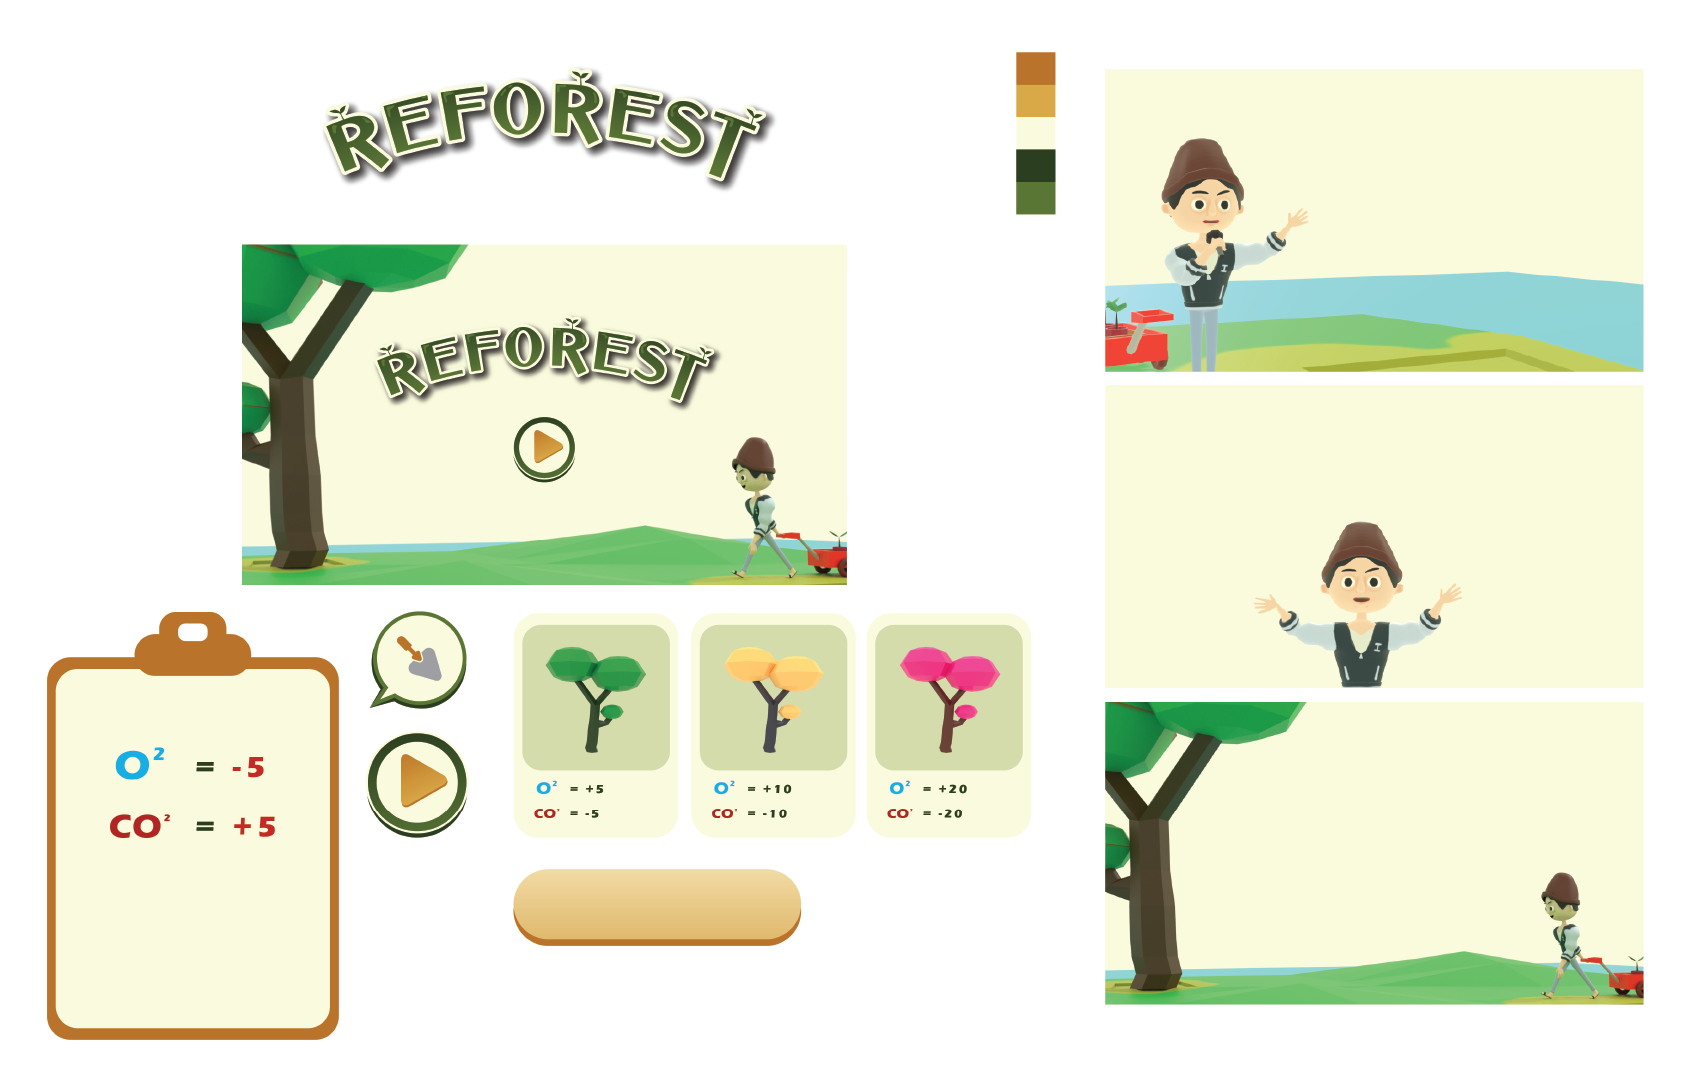 REFOREST
REFOREST
O² = -5
CO² = +5
O² = +5
CO² = -5
O² = +10
CO² = -10
O² = +20
CO² = -20
I
I